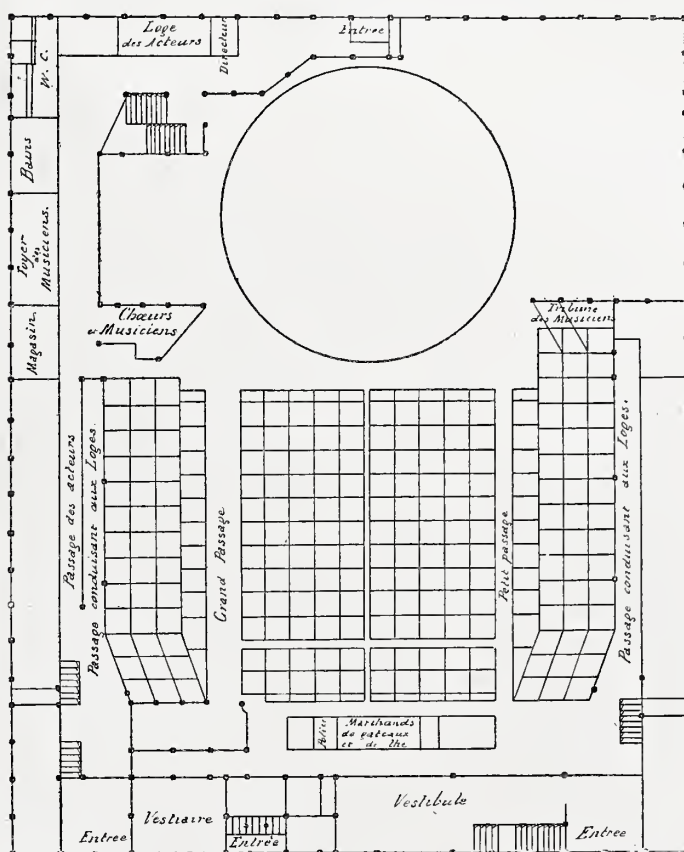 Entrée
Loge
des Acteurs
Directeur
W. C.
Bains
Foyer
des
Musiciens.
Magasin.
Chœurs
et Musiciens
Tribune
des Musiciens
Passage des acteurs
Passage conduisant aux Loges.
Grand Passage
Petit passage
Passage conduisant aux Loges.
Marchands
de gateaux
et de thé
Vestiaire
Vestibule
Entrée
Entrée
Entrée